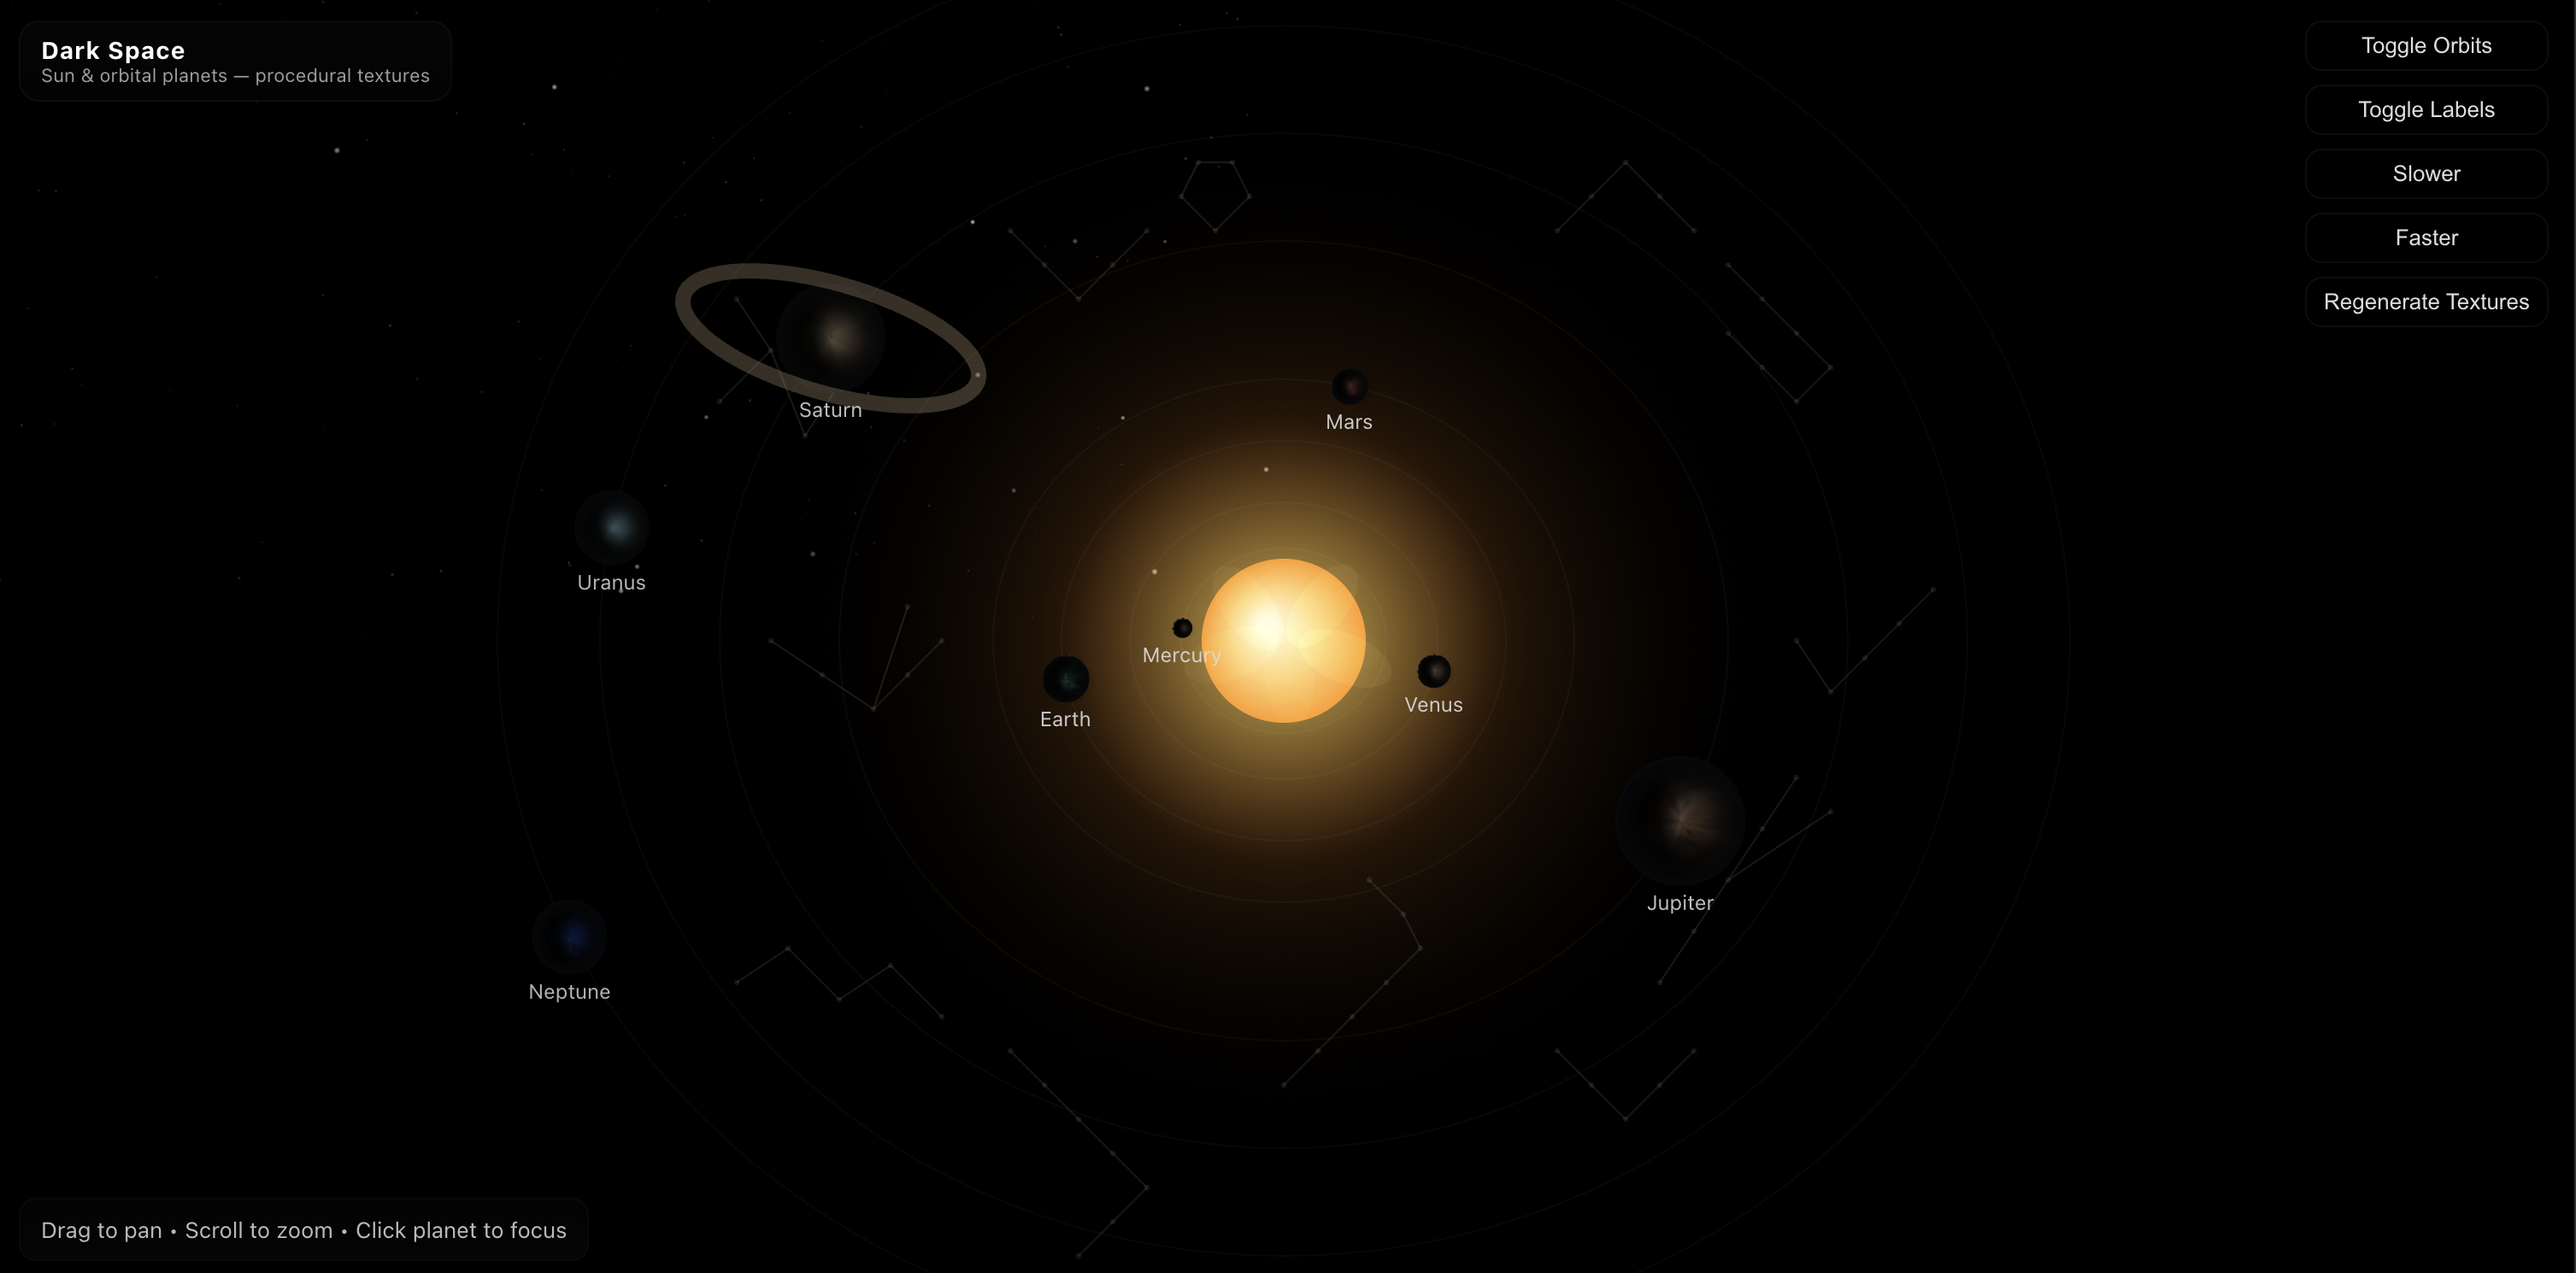 Dark Space
Sun & orbital planets — procedural textures
Toggle Orbits
Toggle Labels
Slower
Faster
Regenerate Textures
Saturn
Mars
Uranus
Mercury
Venus
Earth
Jupiter
Neptune
Drag to pan • Scroll to zoom • Click planet to focus